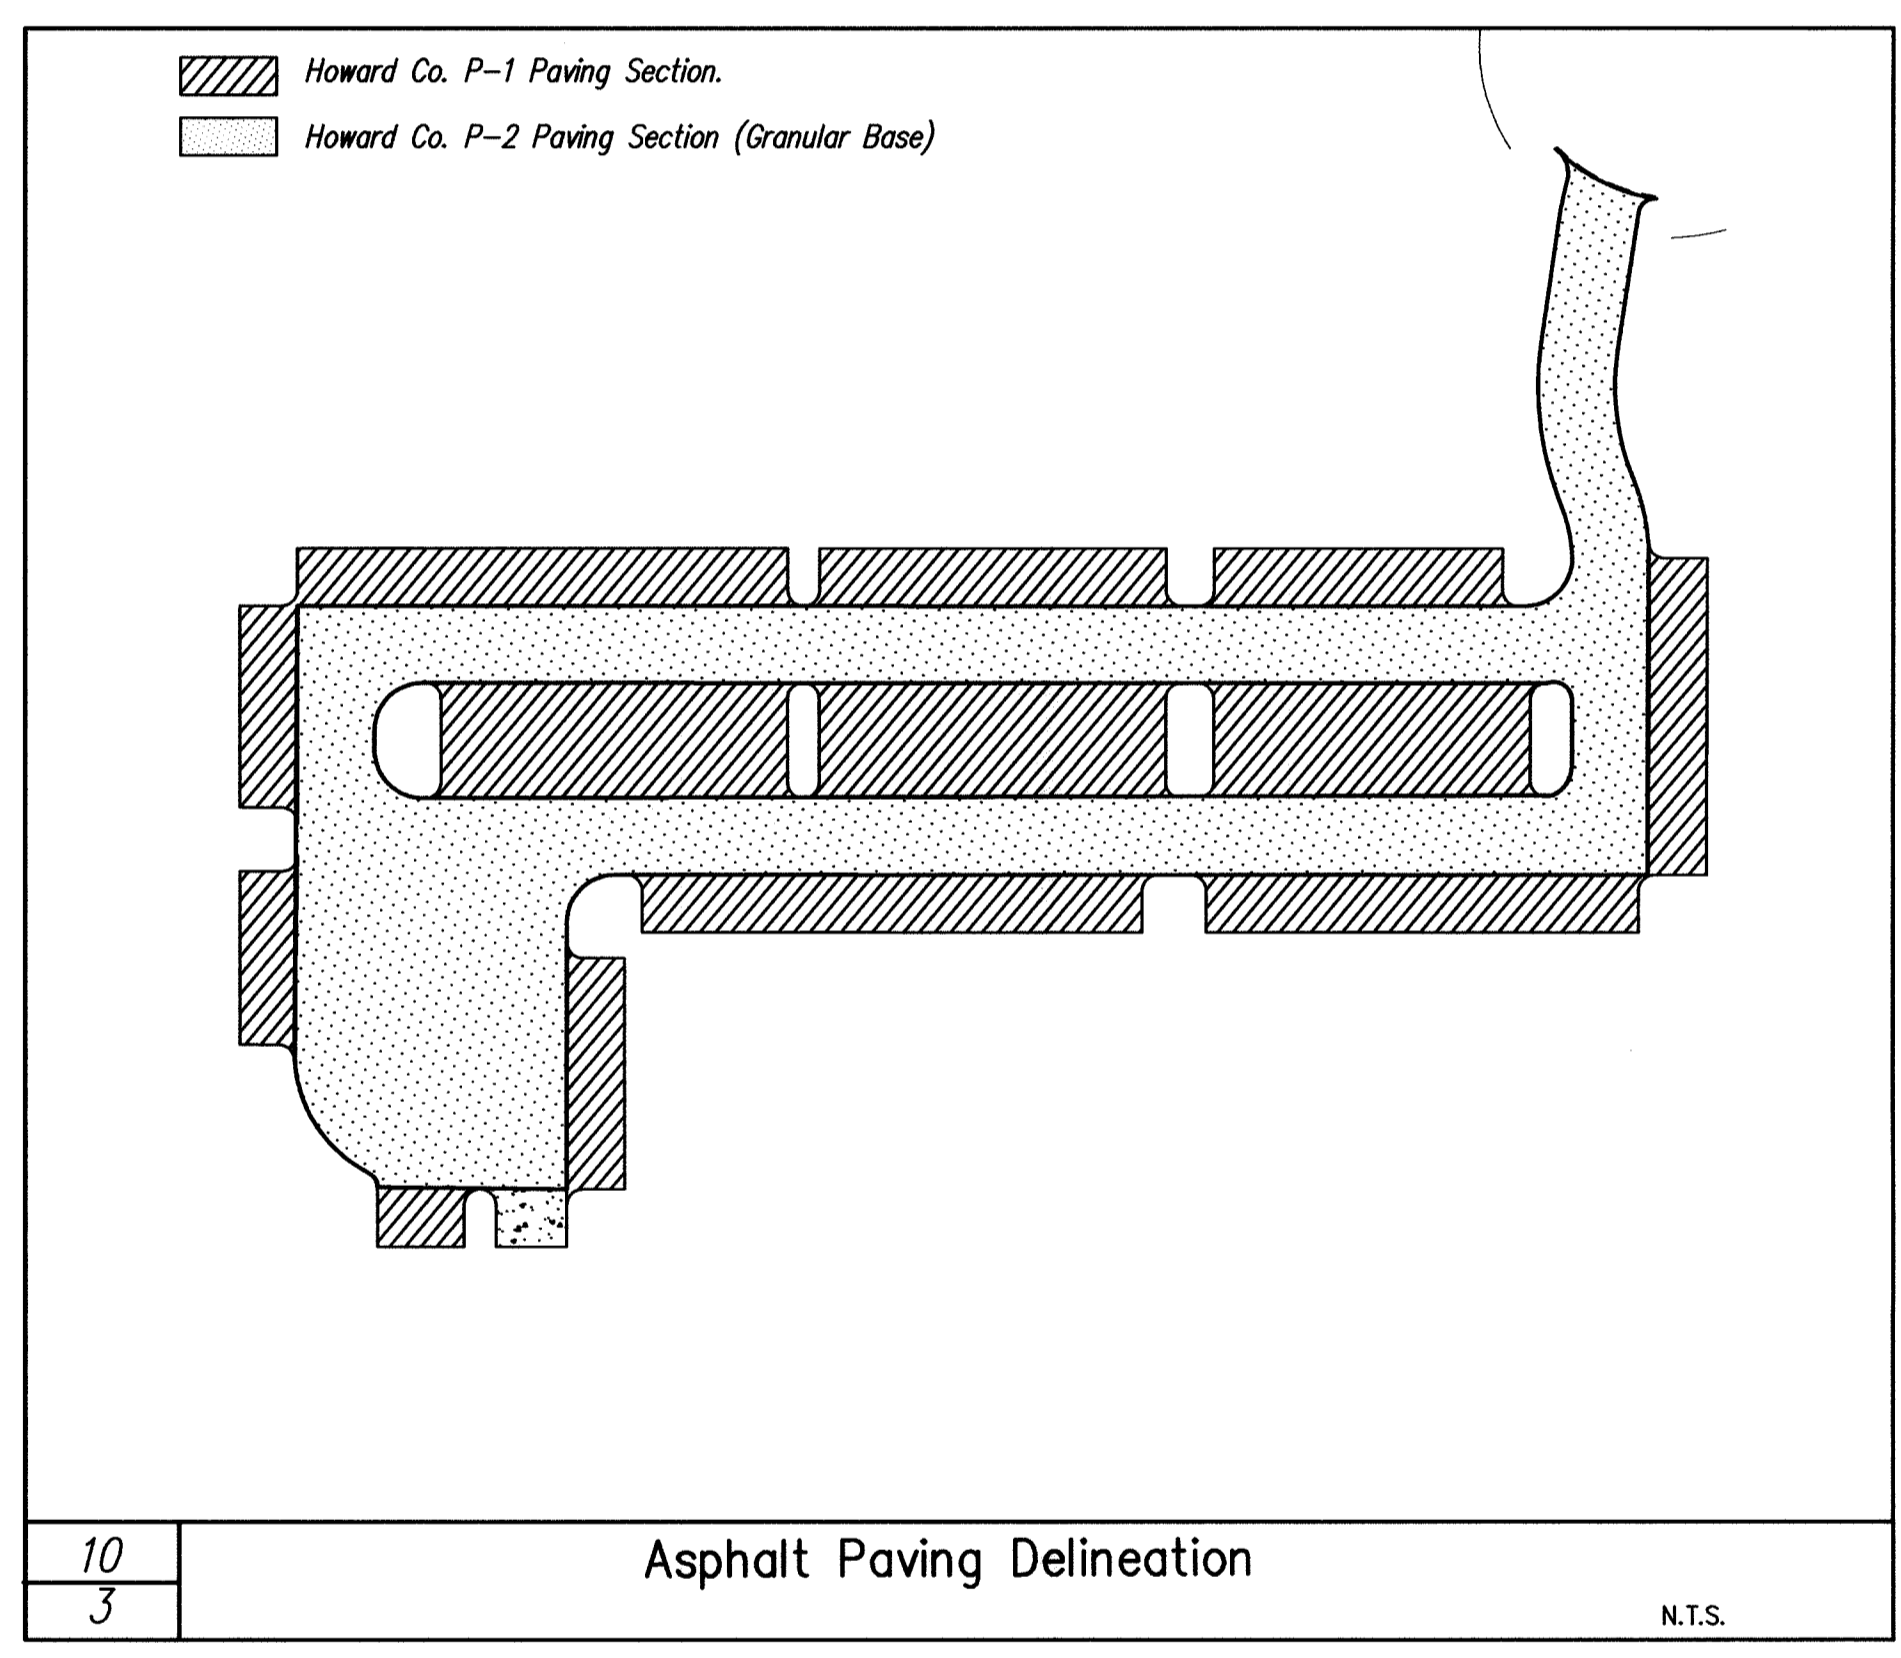 Howard Co. P-1 Paving Section.
Howard Co. P-2 Paving Section (Granular Base)
10
3
Asphalt Paving Delineation
N.T.S.